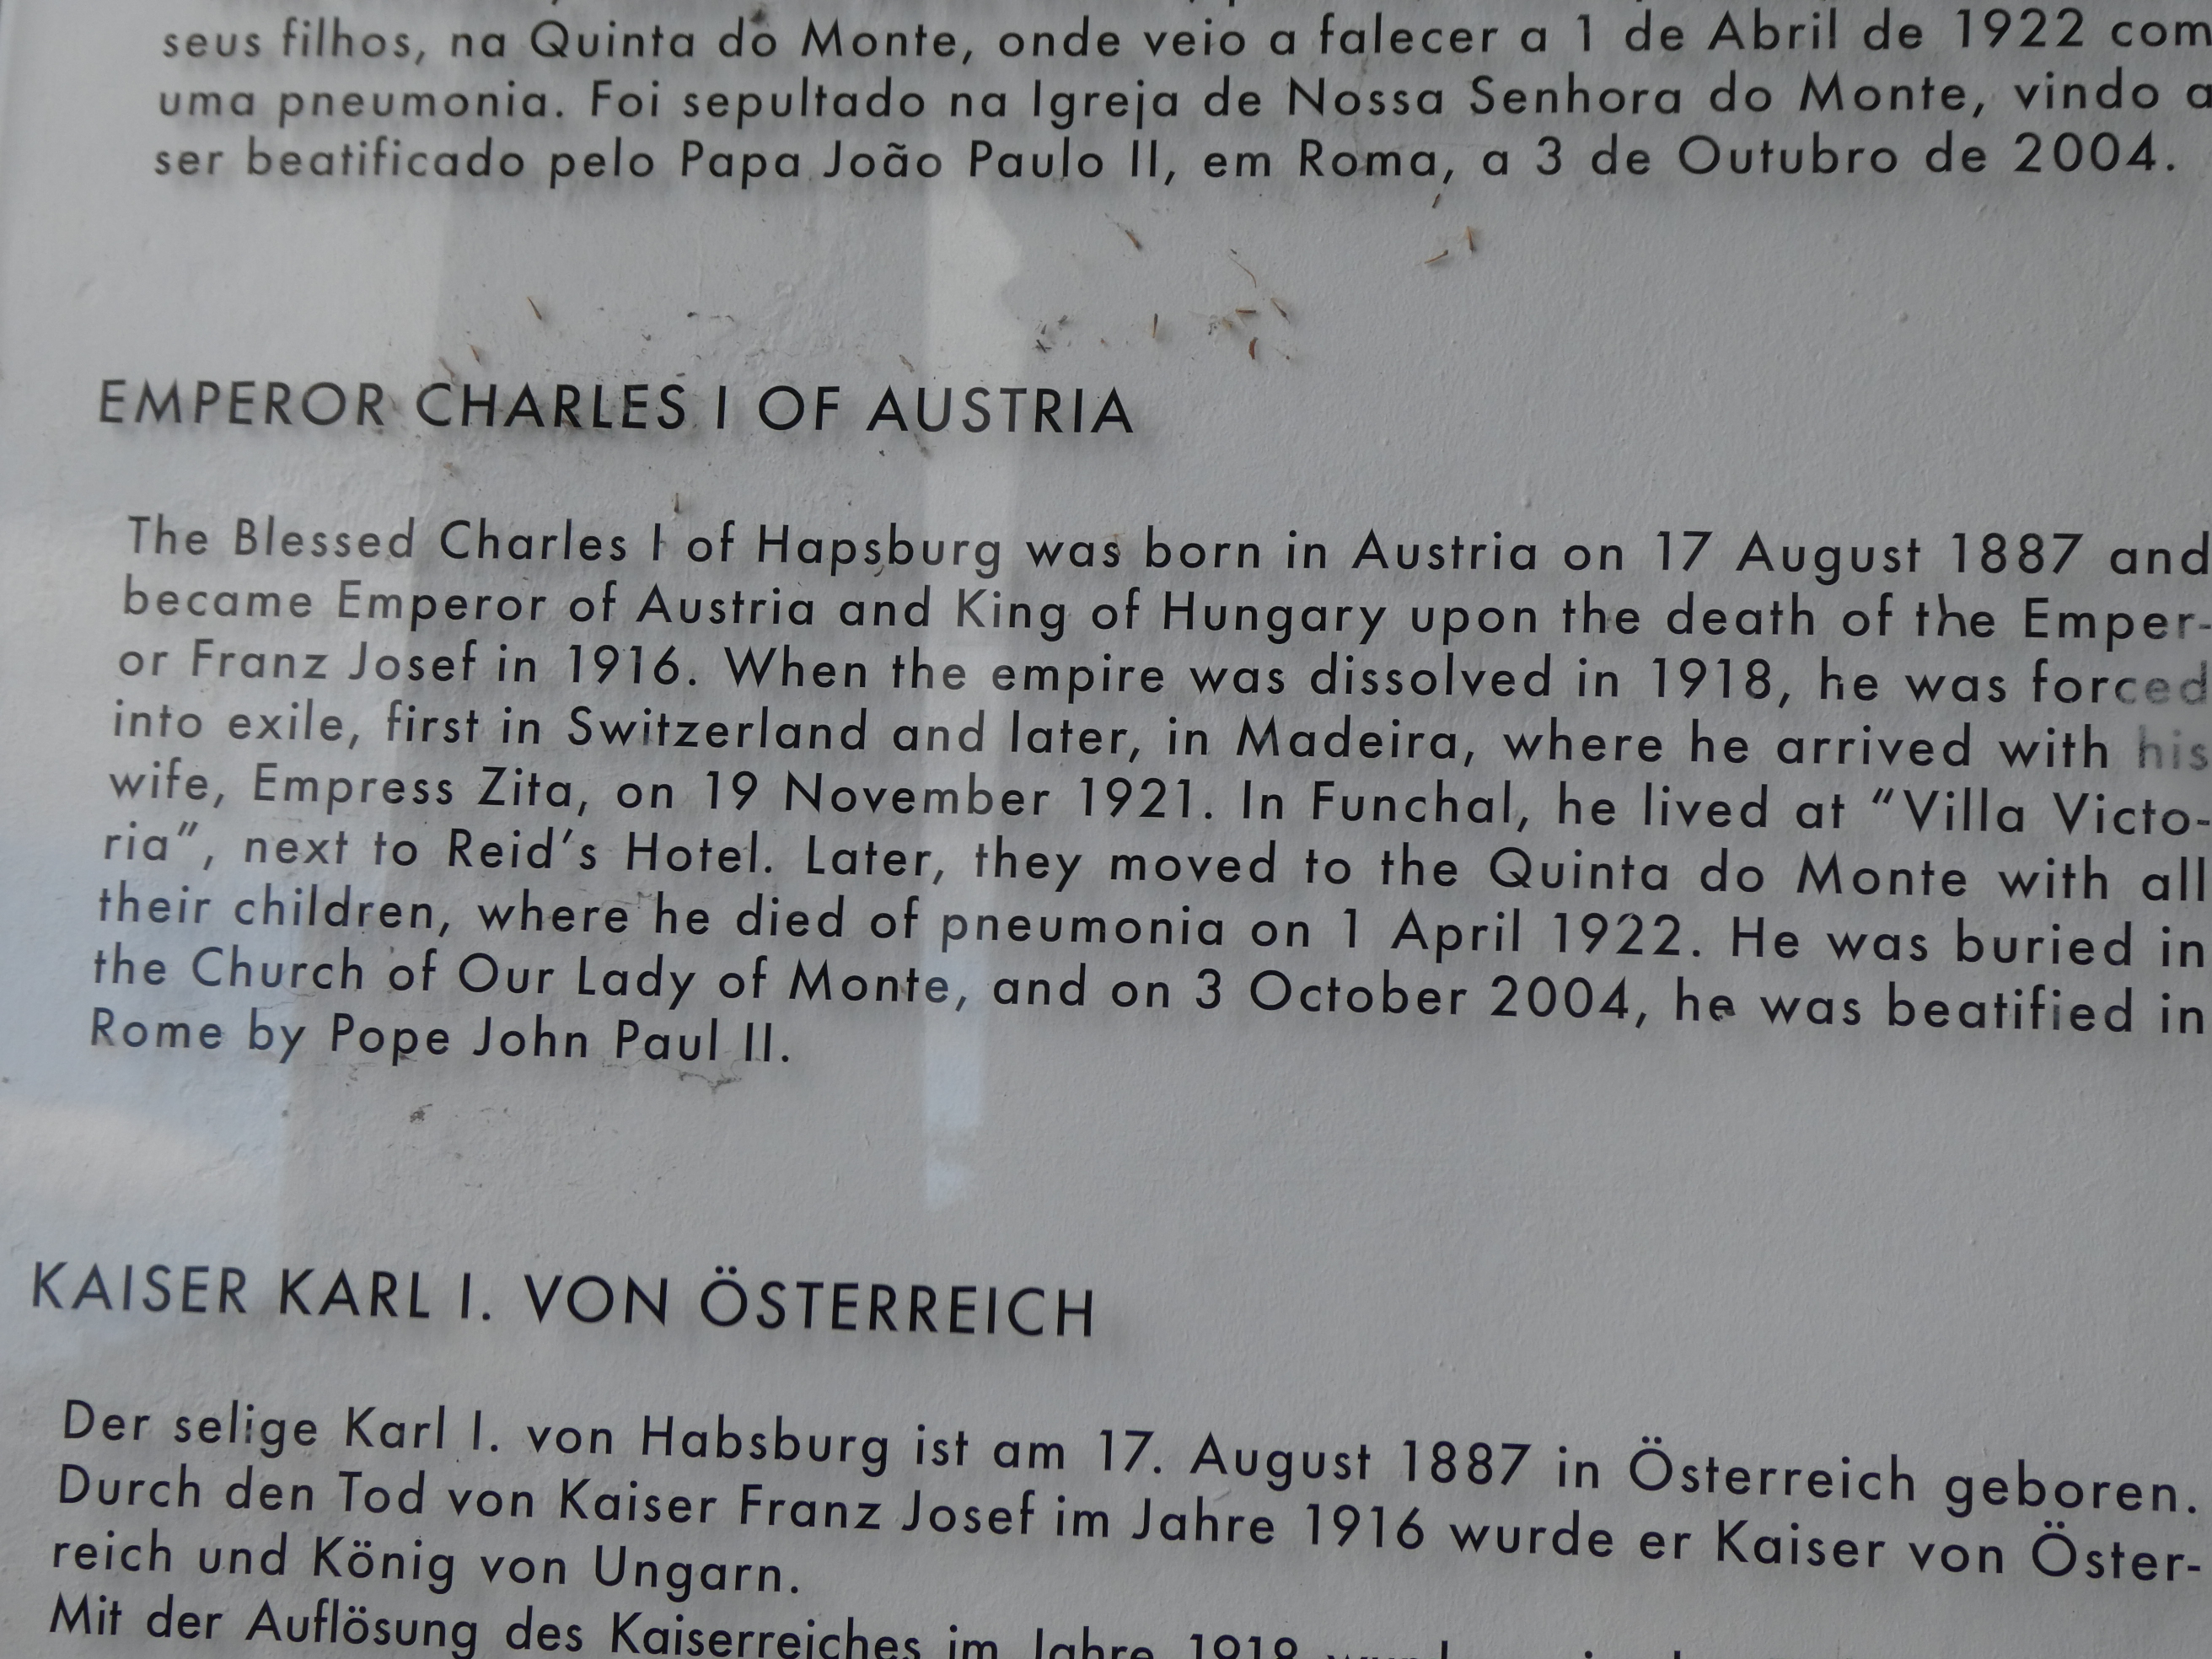 seus filhos, na Quinta do Monte, onde veio a falecer a 1 de Abril de 1922 com
uma pneumonia. Foi sepultado na Igreja de Nossa Senhora do Monte, vindo a
ser beatificado pelo Papa João Paulo II, em Roma, a 3 de Outubro de 2004.
EMPEROR CHARLES I OF AUSTRIA
The Blessed Charles I of Hapsburg was born in Austria on 17 August 1887 and
became Emperor of Austria and King of Hungary upon the death of the Emper-
or Franz Josef in 1916. When the empire was dissolved in 1918, he was forced
into exile, first in Switzerland and later, in Madeira, where he arrived with his
wife, Empress Zita, on 19 November 1921. In Funchal, he lived at “Villa Victo-
ria”, next to Reid’s Hotel. Later, they moved to the Quinta do Monte with all
their children, where he died of pneumonia on 1 April 1922. He was buried in
the Church of Our Lady of Monte, and on 3 October 2004, he was beatified in
Rome by Pope John Paul II.
KAISER KARL I. VON ÖSTERREICH
Der selige Karl I. von Habsburg ist am 17. August 1887 in Österreich geboren.
Durch den Tod von Kaiser Franz Josef im Jahre 1916 wurde er Kaiser von Öster-
reich und König von Ungarn.
Mit der Auflösung des Kaiserreiches im Jahre 1918